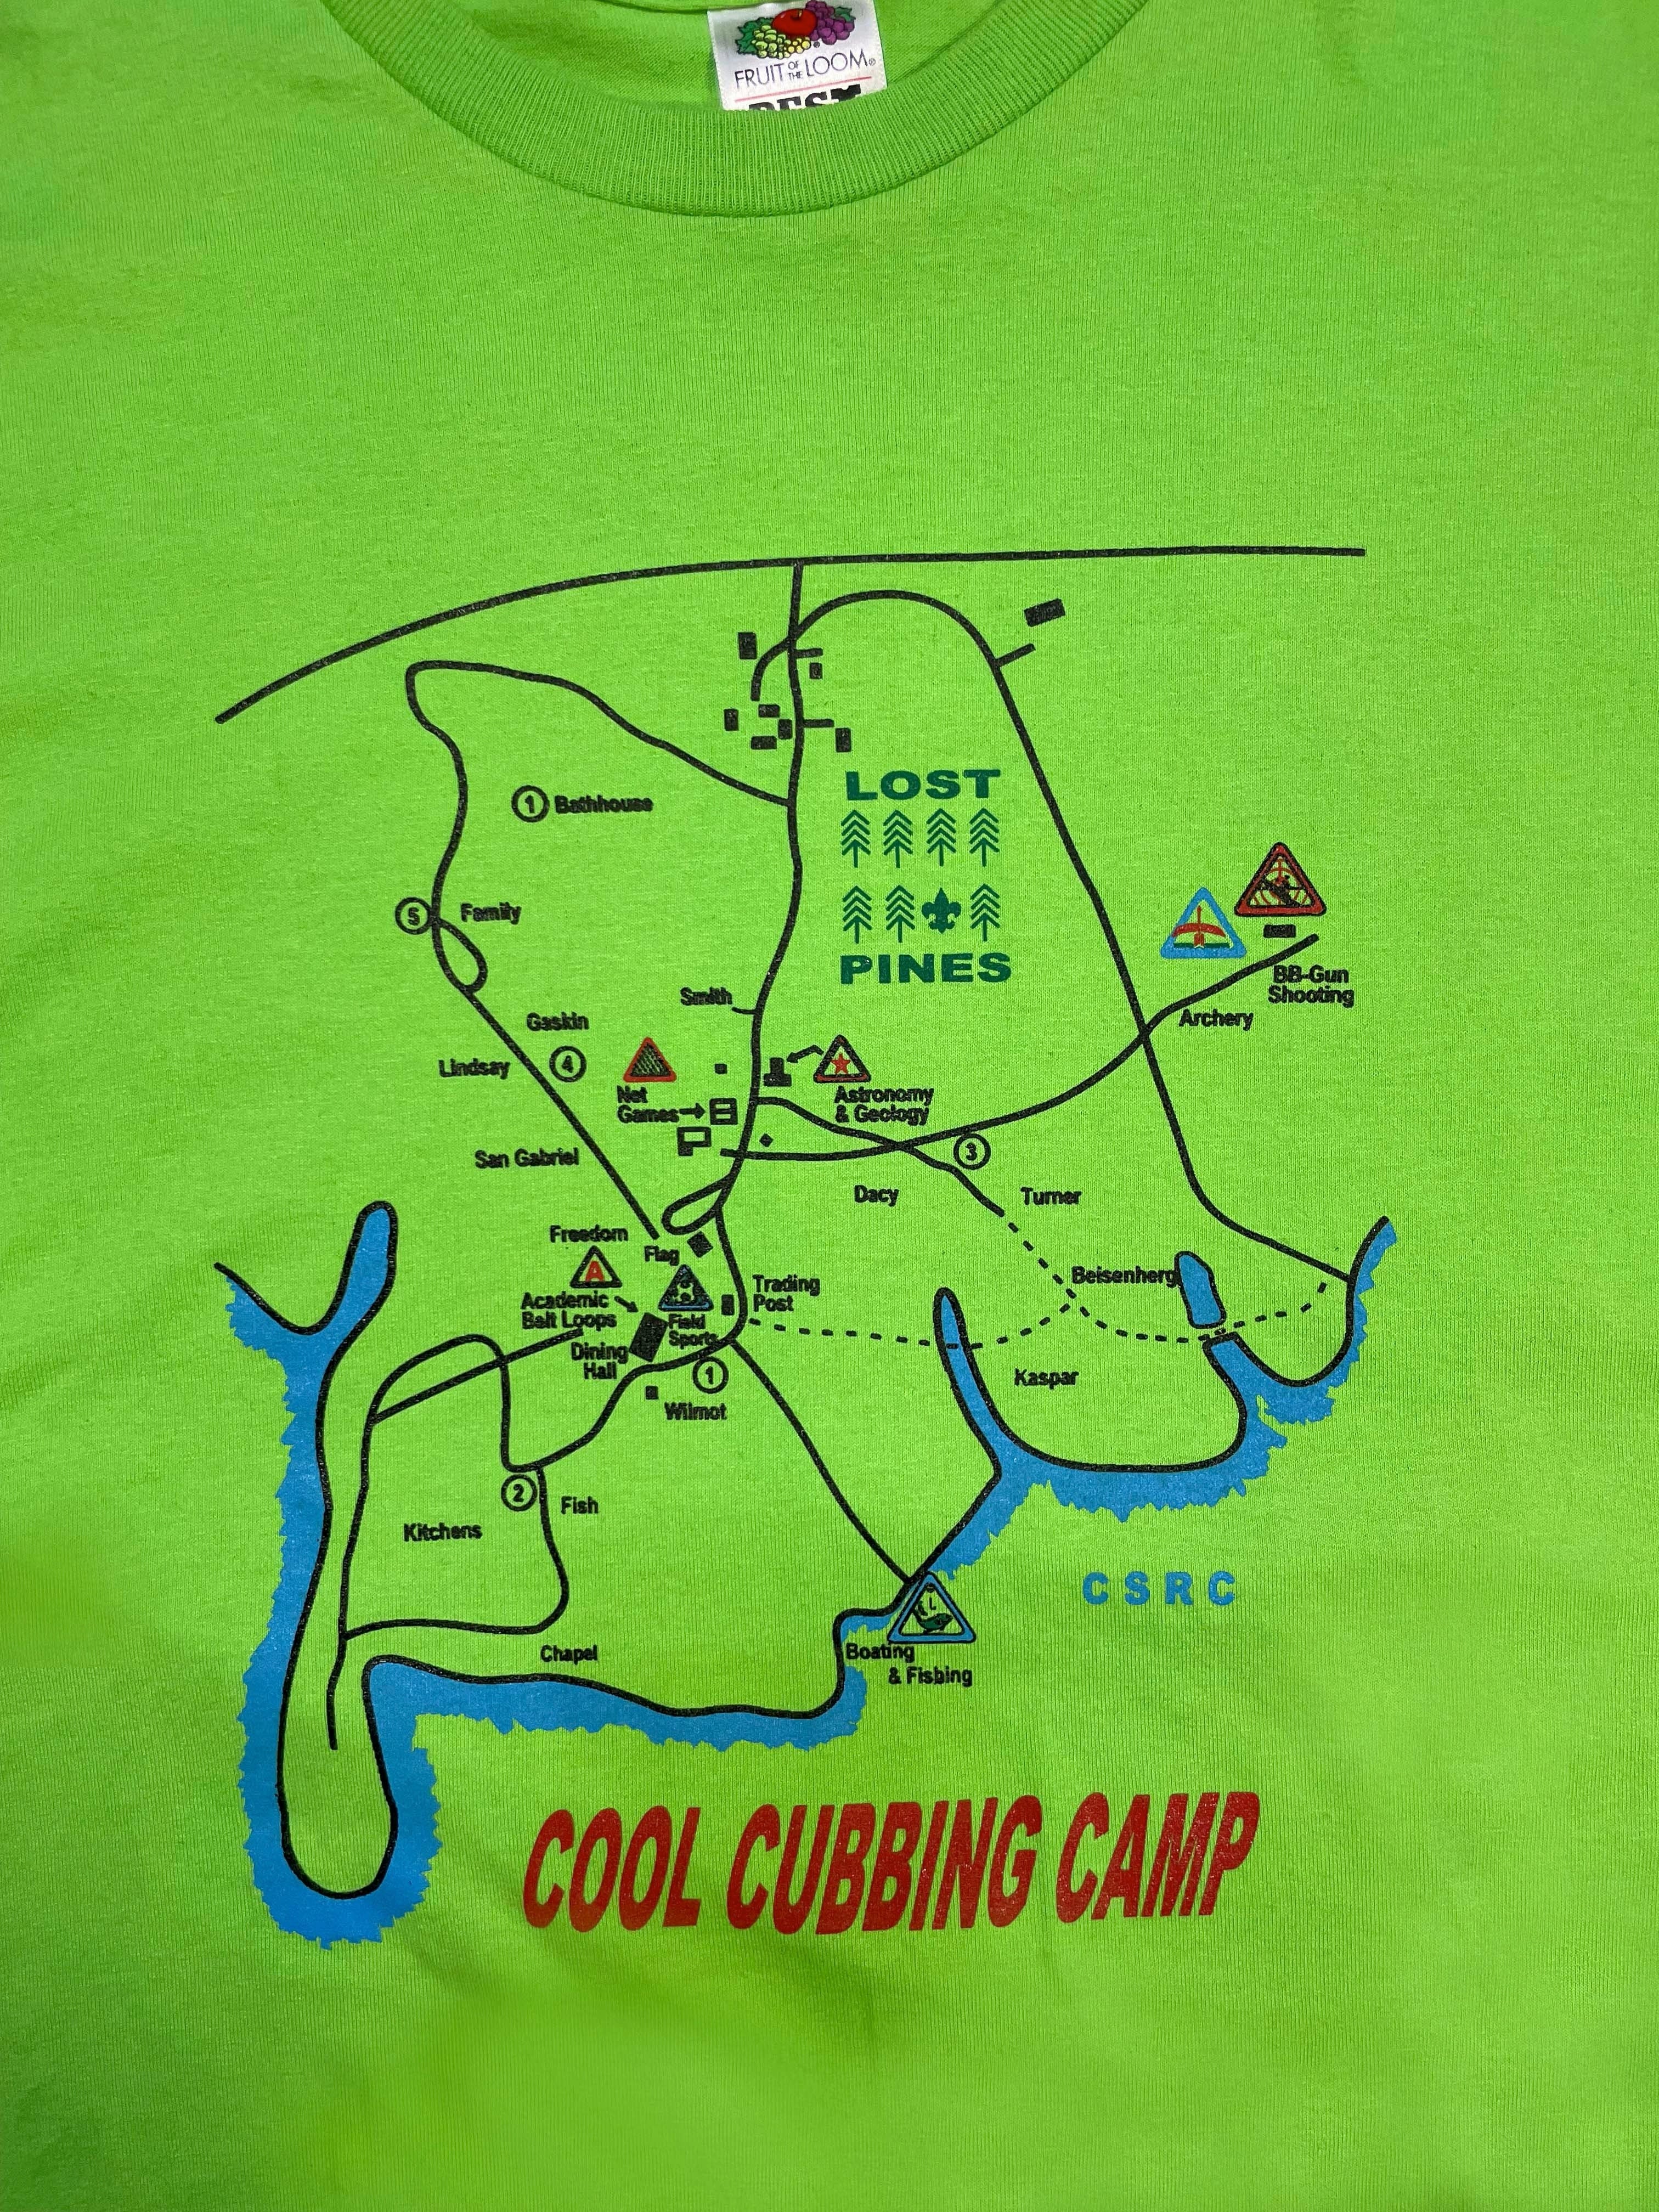 FRUIT OF THE LOOM®
LOST
PINES
1 Bathhouse
5 Family
Smith
Gaskin
Lindsay
4
Net
Games
Astronomy
& Geology
BB-Gun
Shooting
Archery
San Gabriel
3
Dacy
Turner
Freedom
Flag
A
Academic
Belt Loops
Trading
Post
Field
Sports
Dining
Hall
1
Wilmot
Beisenherg
Kaspar
2
Fish
Kitchens
Chapel
CSRC
Boating
& Fishing
COOL CUBBING CAMP